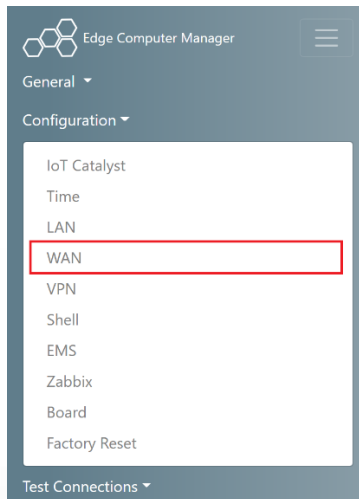 Edge Computer Manager
General
Configuration
IoT Catalyst
Time
LAN
WAN
VPN
Shell
EMS
Zabbix
Board
Factory Reset
Test Connections